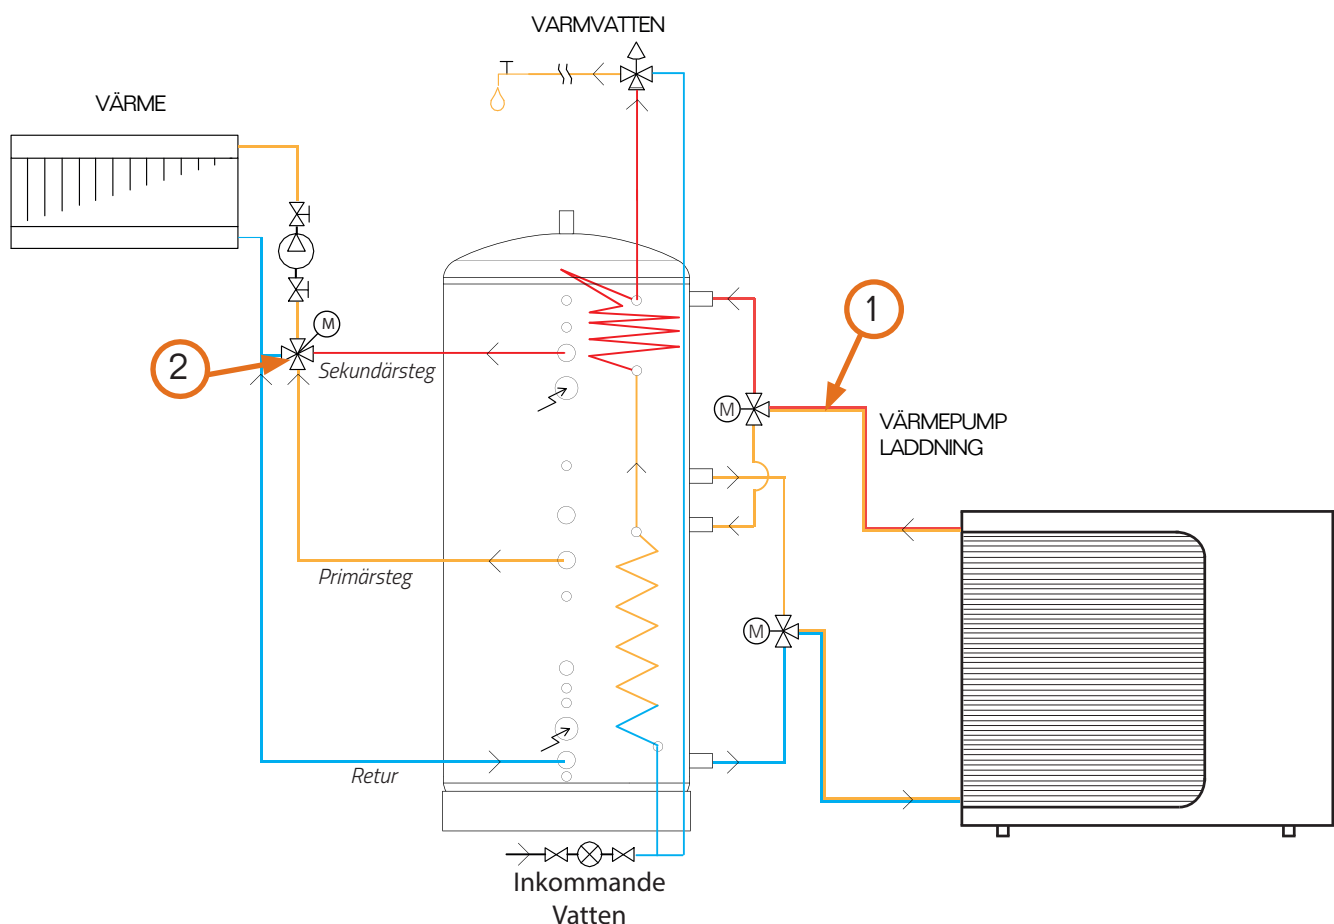 VARMVATTEN
VÄRME
1
M
2
Sekundärsteg
M
VÄRMEPUMP
LADDNING
Primärsteg
M
Retur
Inkommande
Vatten